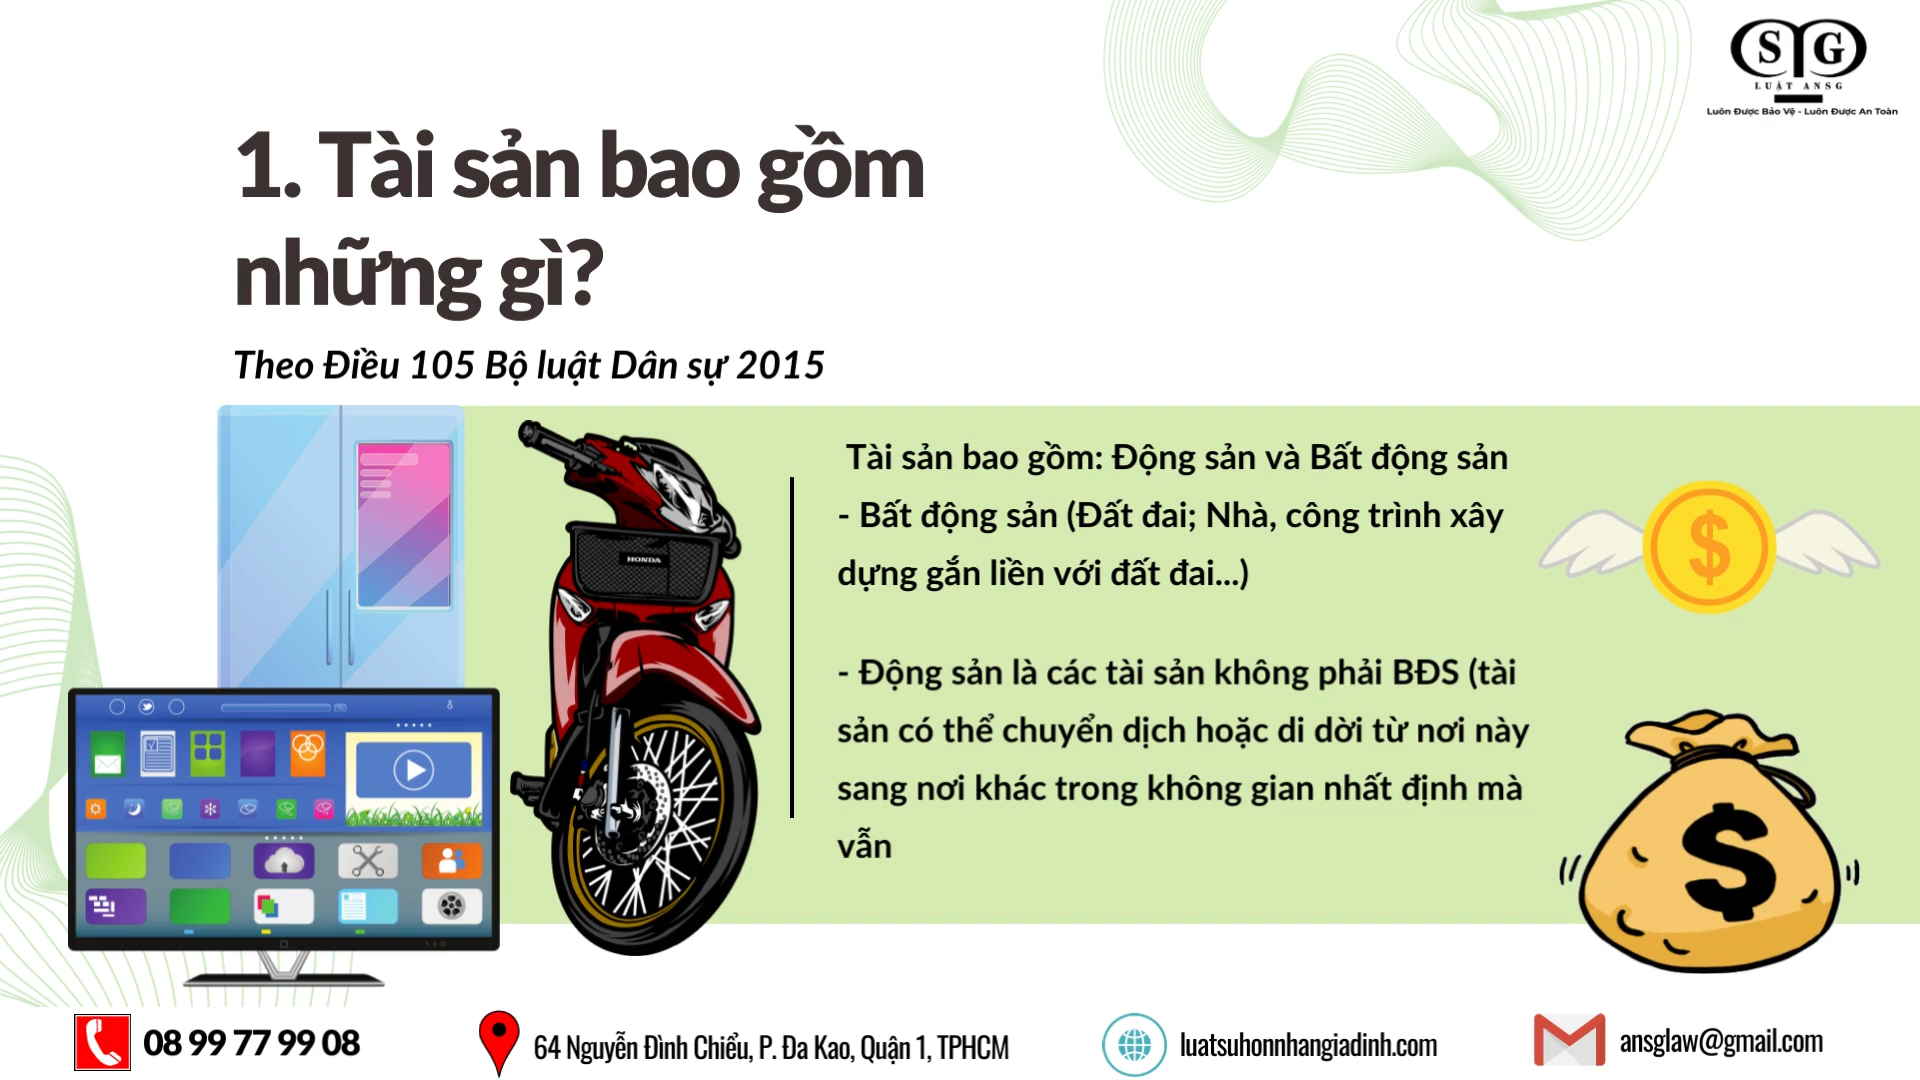 SG
LUẬT ANSG
Luôn Được Bảo Vệ - Luôn Được An Toàn
1. Tài sản bao gồm
những gì?
Theo Điều 105 Bộ luật Dân sự 2015
Tài sản bao gồm: Động sản và Bất động sản
- Bất động sản (Đất đai; Nhà, công trình xây
dựng gắn liền với đất đai...)
- Động sản là các tài sản không phải BĐS (tài
sản có thể chuyển dịch hoặc di dời từ nơi này
sang nơi khác trong không gian nhất định mà
vẫn
HONDA
$
$
08 99 77 99 08
64 Nguyễn Đình Chiểu, P. Đa Kao, Quận 1, TPHCM
luatsuhonnhangiadinh.com
ansglaw@gmail.com